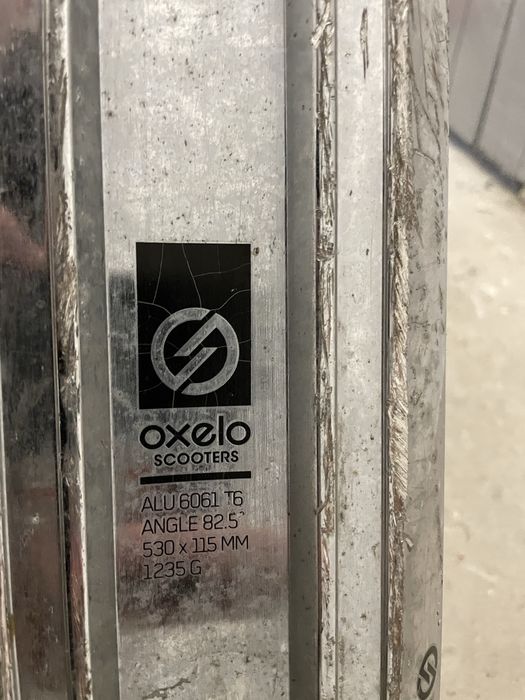 oxelo
SCOOTERS
ALU 6061 T6
ANGLE 82.5°
530 x 115 MM
1235 G